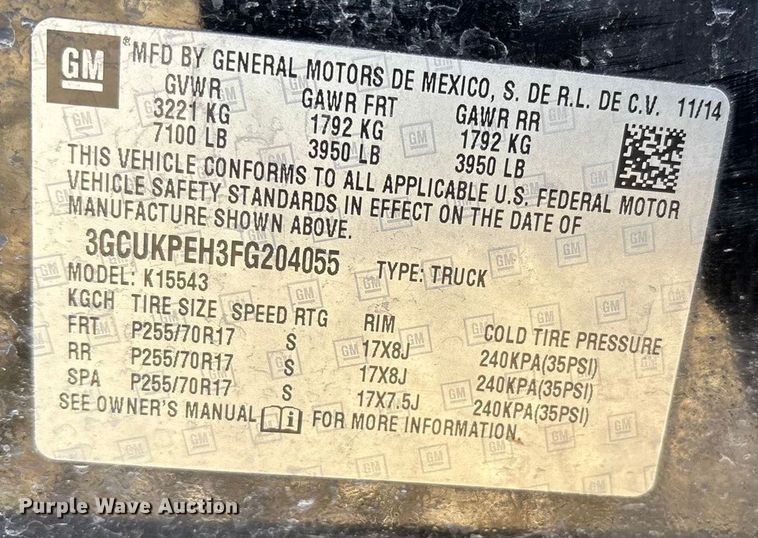 GM ® MFD BY GENERAL MOTORS DE MEXICO, S. DE R.L. DE C.V. 11/14
GVWR GAWR FRT GAWR RR
3221 KG 1792 KG 1792 KG
7100 LB 3950 LB 3950 LB
THIS VEHICLE CONFORMS TO ALL APPLICABLE U.S. FEDERAL MOTOR
VEHICLE SAFETY STANDARDS IN EFFECT ON THE DATE OF
MANUFACTURE SHOWN ABOVE.
3GCUKPEH3FG204055 TYPE: TRUCK
MODEL: K15543
KGCH TIRE SIZE SPEED RTG RIM COLD TIRE PRESSURE
FRT P255/70R17 S 17X8J 240KPA(35PSI)
RR P255/70R17 S 17X8J 240KPA(35PSI)
SPA P255/70R17 S 17X7.5J 240KPA(35PSI)
SEE OWNER'S MANUAL FOR MORE INFORMATION.
Purple Wave Auction